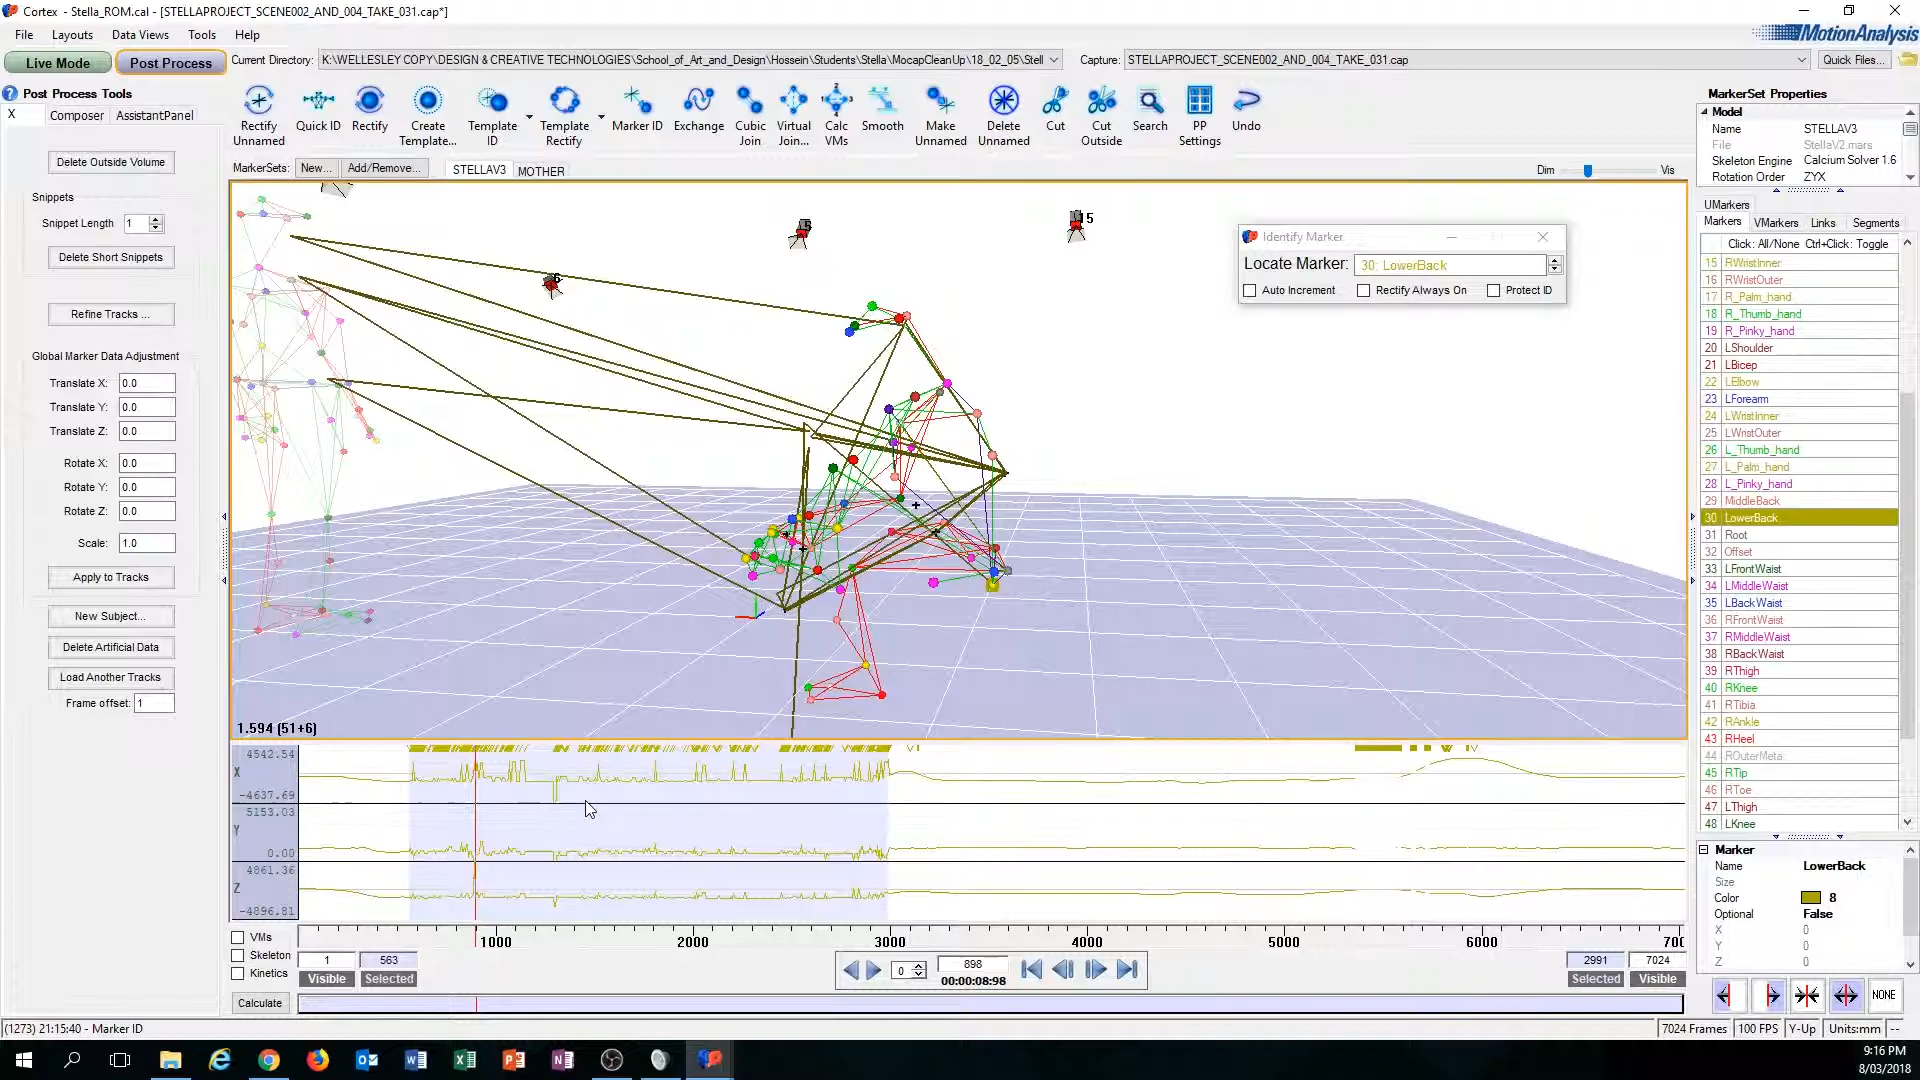 Cortex - Stella_ROM.cal - [STELLAPROJECT_SCENE002_AND_004_TAKE_031.cap*]
File Layouts Data Views Tools Help
MotionAnalysis
Live Mode Post Process Current Directory: K:\WELLESLEY COPY\DESIGN & CREATIVE TECHNOLOGIES\School_of_Art_and_Design\Hossein\Students\Stella\MocapCleanUp\18_02_05\Stell Capture: STELLAPROJECT_SCENE002_AND_004_TAKE_031.cap Quick Files...
Post Process Tools
X Composer AssistantPanel
Delete Outside Volume
Snippets
Snippet Length 1
Delete Short Snippets
Refine Tracks ...
Global Marker Data Adjustment
Translate X: 0.0
Translate Y: 0.0
Translate Z: 0.0
Rotate X: 0.0
Rotate Y: 0.0
Rotate Z: 0.0
Scale: 1.0
Apply to Tracks
New Subject...
Delete Artificial Data
Load Another Tracks
Frame offset: 1
Rectify Unnamed
Quick ID
Rectify
Create Template...
Template ID
Template Rectify
Marker ID
Exchange
Cubic Join
Virtual Join...
Calc VMs
Smooth
Make Unnamed
Delete Unnamed
Cut
Cut Outside
Search
PP Settings
Undo
MarkerSets: New... Add/Remove... STELLAV3 MOTHER
Dim Vis
15
6
Identify Marker
Locate Marker: 30: LowerBack
Auto Increment Rectify Always On Protect ID
1.594 (51+6)
4542.54
X
-4637.69
5153.03
Y
0.00
4861.36
Z
-4896.81
VMs
Skeleton
Kinetics
Calculate
1000 2000 3000 4000 5000 6000 700
1 563
Visible Selected
0 898
00:00:08:98
2991 7024
Selected Visible
MarkerSet Properties
Model
Name STELLAV3
File StellaV2.mars
Skeleton Engine Calcium Solver 1.6
Rotation Order ZYX
UMarkers
Markers VMarkers Links Segments
Click: All/None Ctrl+Click: Toggle
15 RWristInner
16 RWristOuter
17 R_Palm_hand
18 R_Thumb_hand
19 R_Pinky_hand
20 LShoulder
21 LBicep
22 LElbow
23 LForearm
24 LWristInner
25 LWristOuter
26 L_Thumb_hand
27 L_Palm_hand
28 L_Pinky_hand
29 MiddleBack
30 LowerBack
31 Root
32 Offset
33 LFrontWaist
34 LMiddleWaist
35 LBackWaist
36 RFrontWaist
37 RMiddleWaist
38 RBackWaist
39 RThigh
40 RKnee
41 RTibia
42 RAnkle
43 RHeel
44 ROuterMeta
45 RTip
46 RToe
47 LThigh
48 LKnee
Marker
Name LowerBack
Size
Color 8
Optional False
X 0
Y 0
Z 0
NONE
(1273) 21:15:40 - Marker ID
7024 Frames 100 FPS Y-Up Units:mm --
9:16 PM
8/03/2018